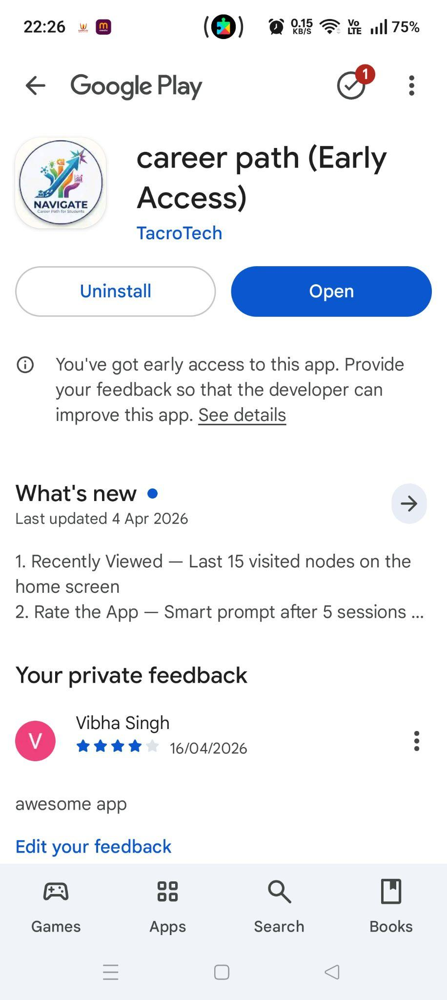 22:26
0.15
KB/S
Vo
LTE
75%
Google Play
1
NAVIGATE
Career Path for Students
career path (Early
Access)
TacroTech
Uninstall
Open
You've got early access to this app. Provide
your feedback so that the developer can
improve this app. See details
What's new
Last updated 4 Apr 2026
1. Recently Viewed — Last 15 visited nodes on the
home screen
2. Rate the App — Smart prompt after 5 sessions ...
Your private feedback
V
Vibha Singh
16/04/2026
awesome app
Edit your feedback
Games
Apps
Search
Books